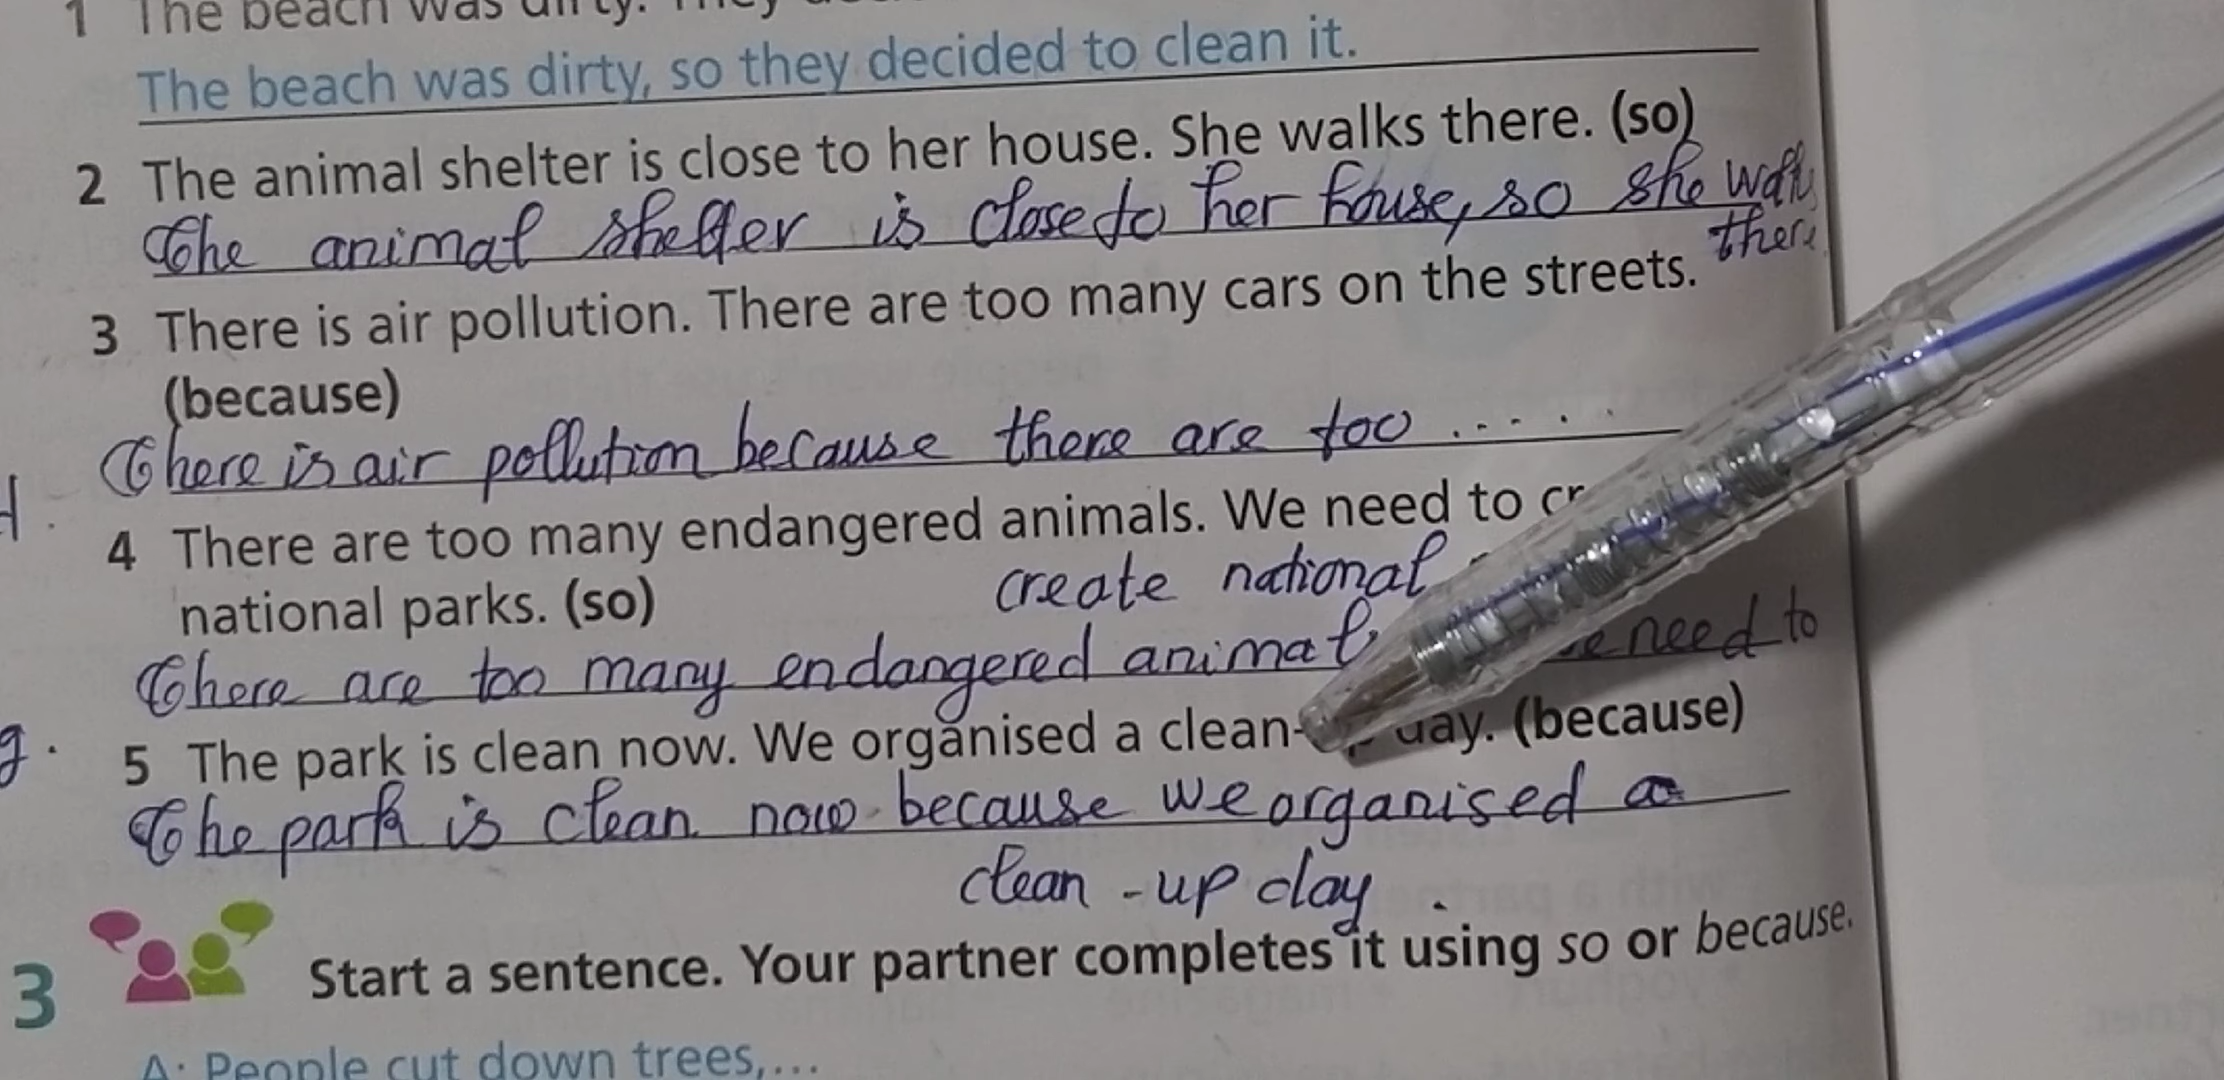 1 The beach was dirty. They
The beach was dirty, so they decided to clean it.
2 The animal shelter is close to her house. She walks there. (so)
The animal shelter is close to her house, so she walks
there
3 There is air pollution. There are too many cars on the streets.
(because)
There is air pollution because there are too .....
4 There are too many endangered animals. We need to
national parks. (so)
create national
There are too many endangered animals need to
5 The park is clean now. We organised a clean- day. (because)
The park is clean now because we organised a
clean - up day .
3 Start a sentence. Your partner completes it using so or because.
A: People cut down trees,...